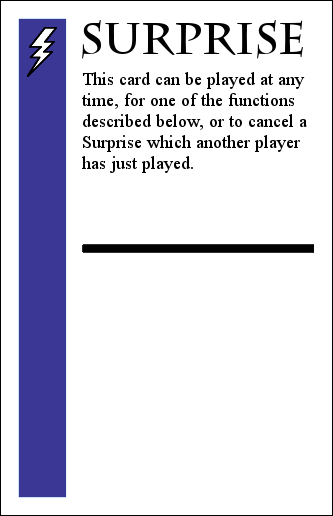 SURPRISE
This card can be played at any
time, for one of the functions
described below, or to cancel a
Surprise which another player
has just played.